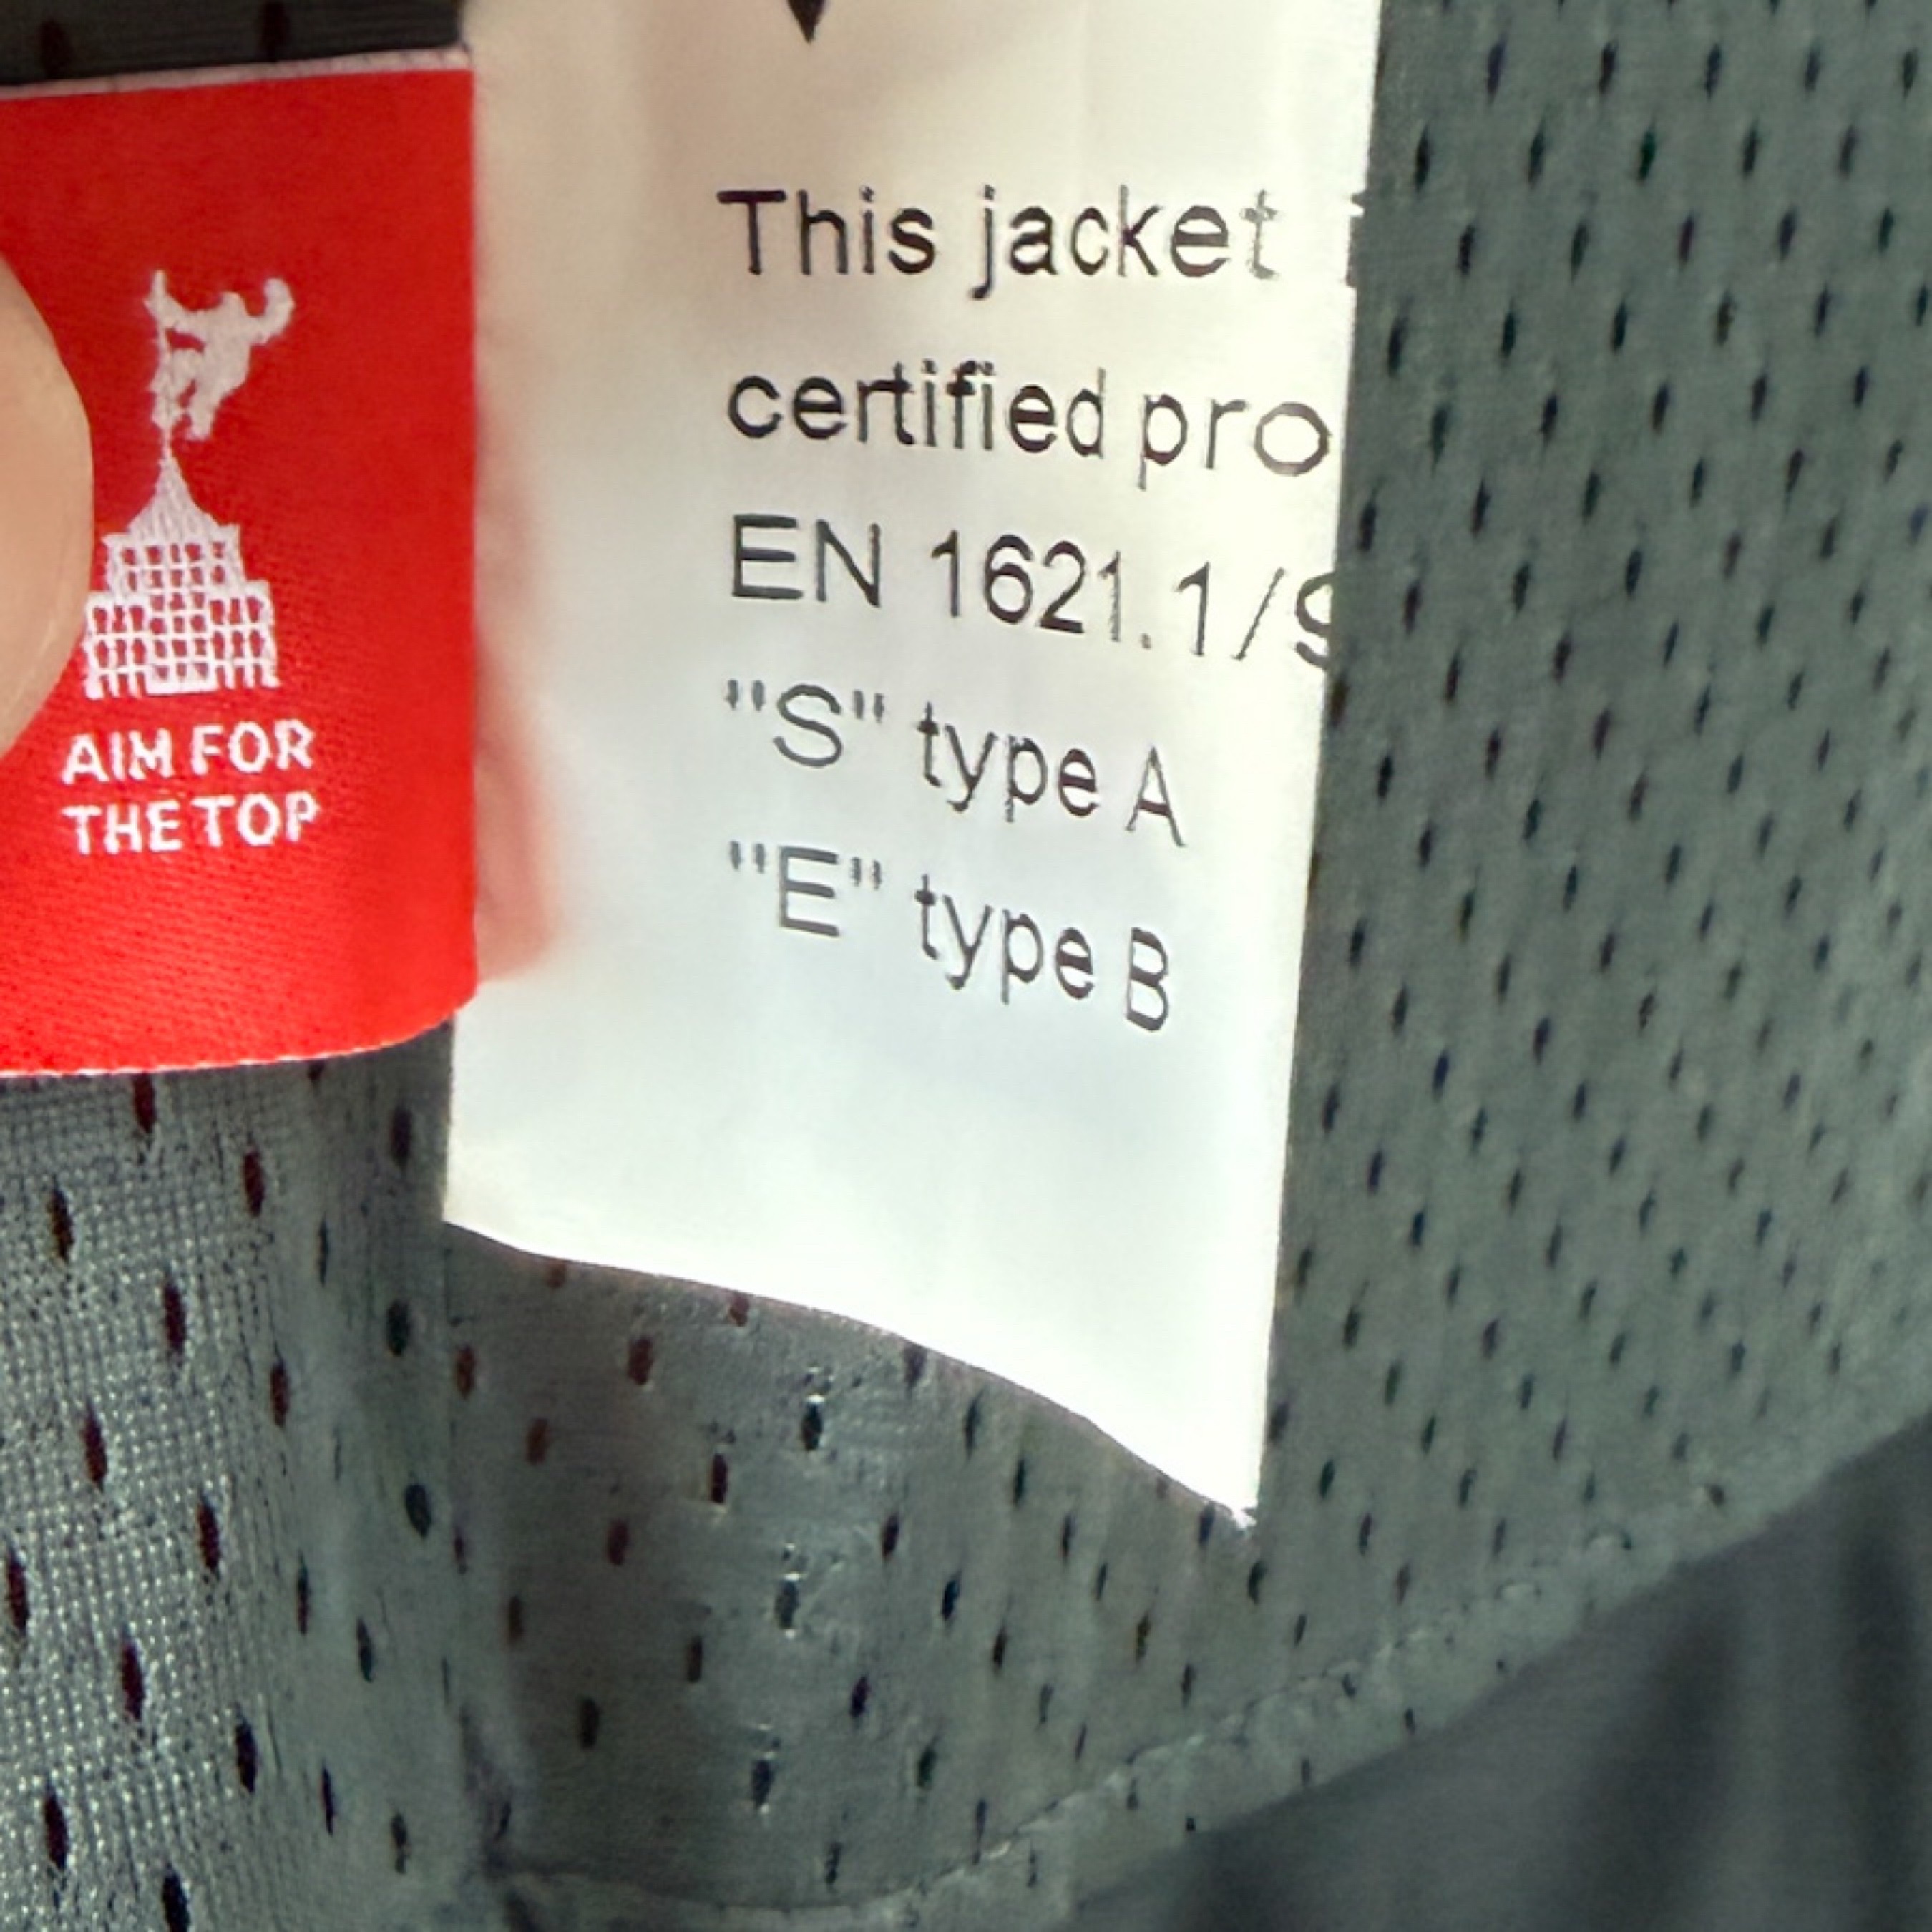 AIM FOR
THE TOP
This jacket
certified pro
EN 1621.1/S
"S" type A
"E" type B